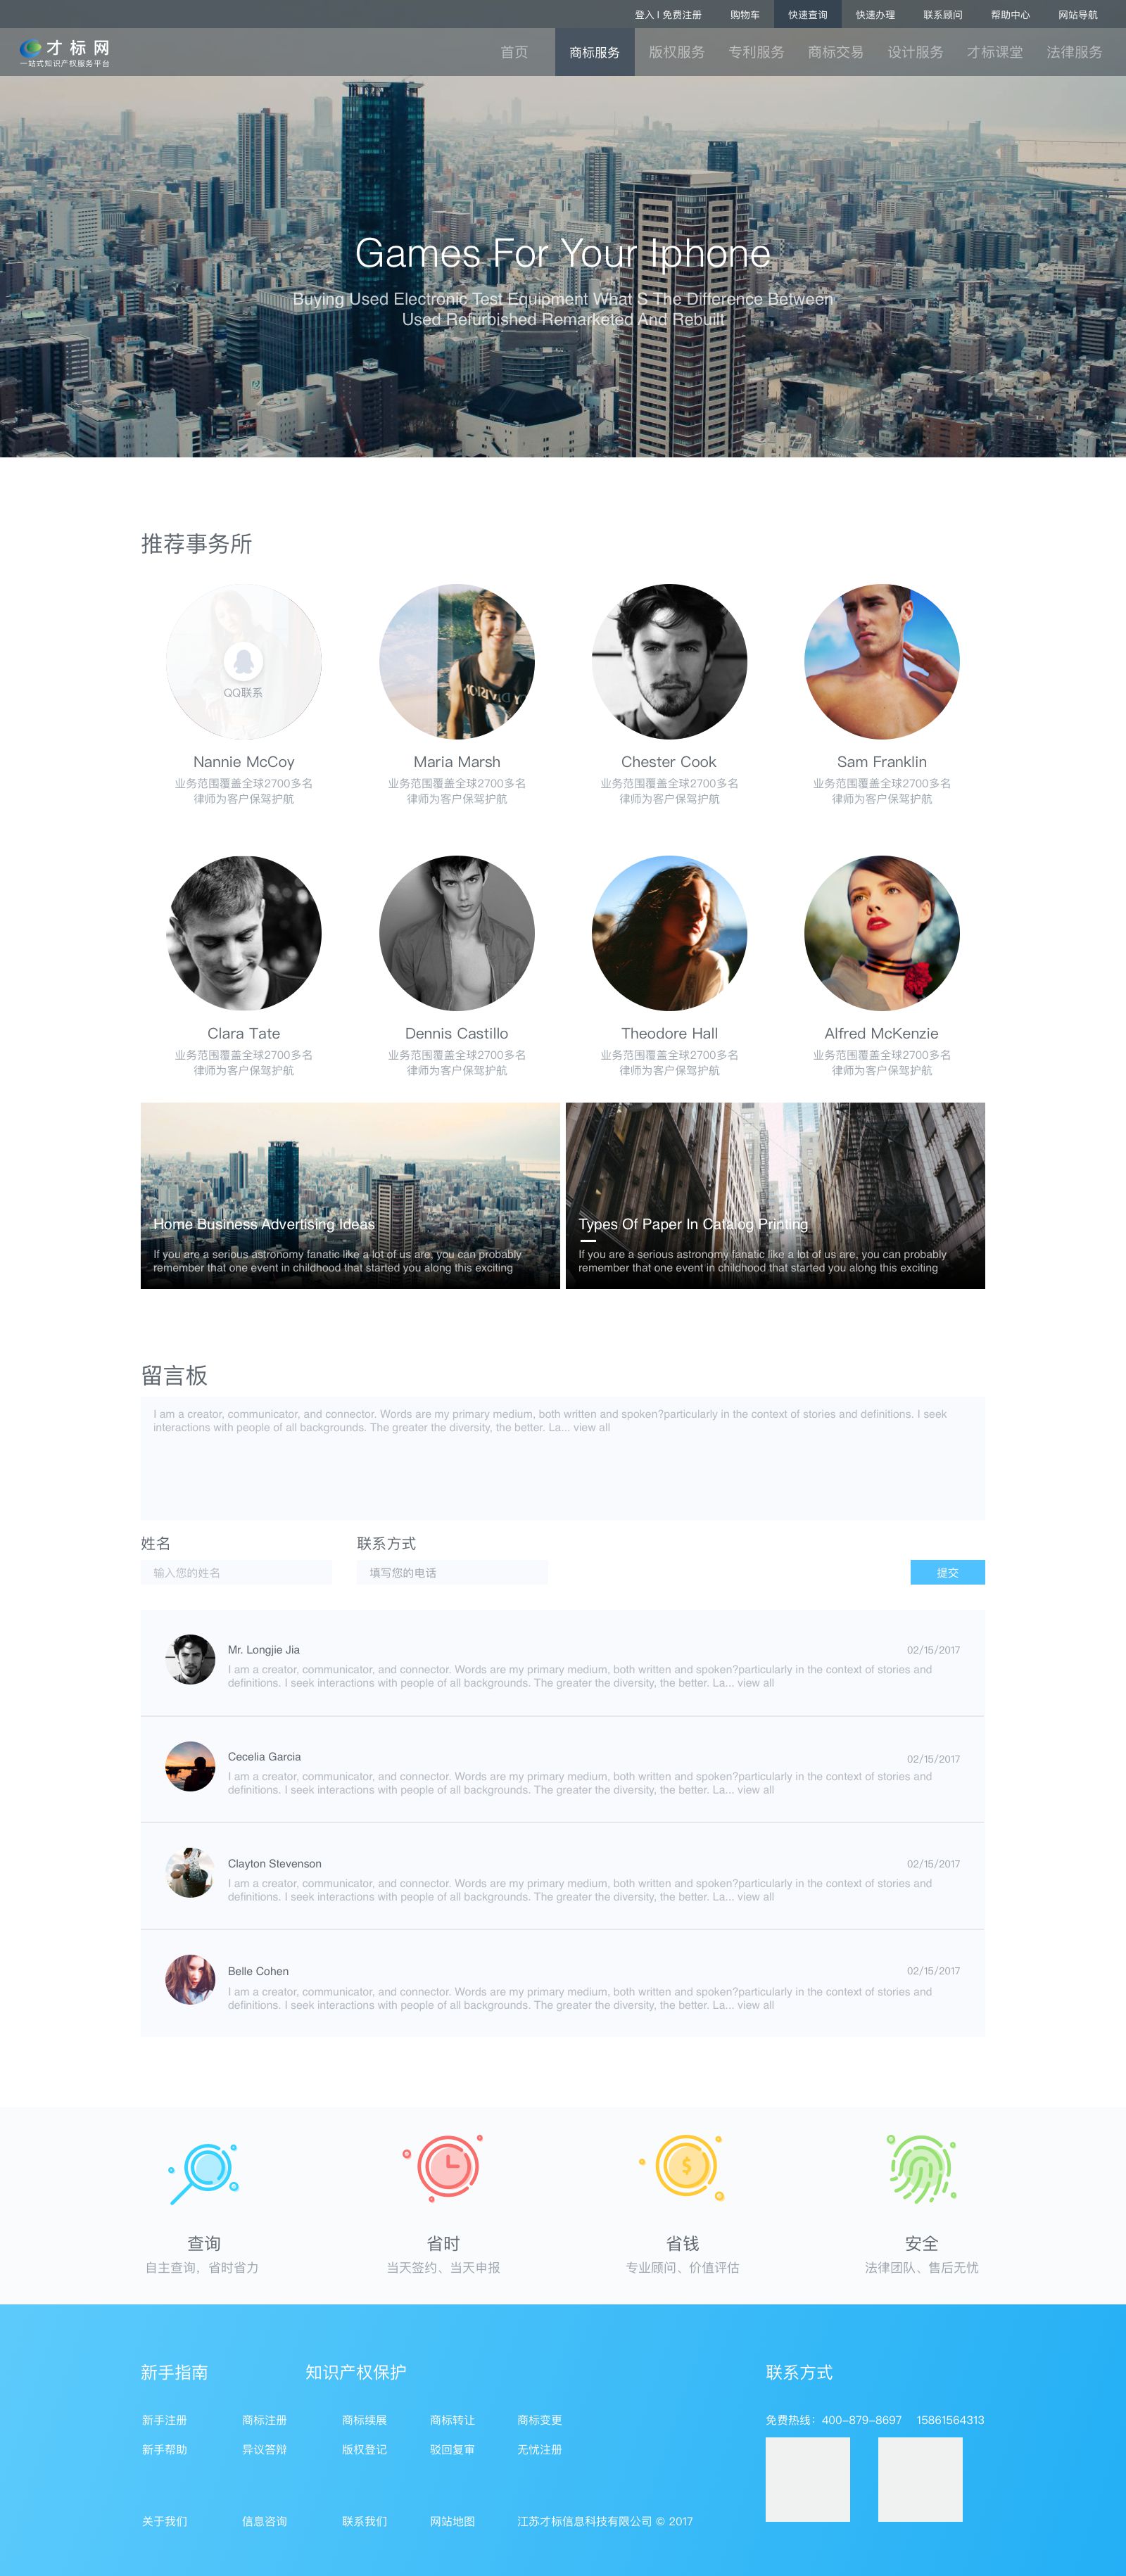 登入 | 免费注册 购物车 快速查询 快速办理 联系顾问 帮助中心 网站导航
才标网
一站式知识产权服务平台
首页 商标服务 版权服务 专利服务 商标交易 设计服务 才标课堂 法律服务
Games For Your Iphone
Buying Used Electronic Test Equipment What S The Difference Between
Used Refurbished Remarketed And Rebuilt
推荐事务所
QQ联系
Nannie McCoy Maria Marsh Chester Cook Sam Franklin
业务范围覆盖全球2700多名 业务范围覆盖全球2700多名 业务范围覆盖全球2700多名 业务范围覆盖全球2700多名
律师为客户保驾护航 律师为客户保驾护航 律师为客户保驾护航 律师为客户保驾护航
Clara Tate Dennis Castillo Theodore Hall Alfred McKenzie
业务范围覆盖全球2700多名 业务范围覆盖全球2700多名 业务范围覆盖全球2700多名 业务范围覆盖全球2700多名
律师为客户保驾护航 律师为客户保驾护航 律师为客户保驾护航 律师为客户保驾护航
Home Business Advertising Ideas
If you are a serious astronomy fanatic like a lot of us are, you can probably
remember that one event in childhood that started you along this exciting
Types Of Paper In Catalog Printing
If you are a serious astronomy fanatic like a lot of us are, you can probably
remember that one event in childhood that started you along this exciting
留言板
I am a creator, communicator, and connector. Words are my primary medium, both written and spoken?particularly in the context of stories and definitions. I seek
interactions with people of all backgrounds. The greater the diversity, the better. La... view all
姓名 联系方式
输入您的姓名 填写您的电话 提交
Mr. Longjie Jia 02/15/2017
I am a creator, communicator, and connector. Words are my primary medium, both written and spoken?particularly in the context of stories and
definitions. I seek interactions with people of all backgrounds. The greater the diversity, the better. La... view all
Cecelia Garcia 02/15/2017
I am a creator, communicator, and connector. Words are my primary medium, both written and spoken?particularly in the context of stories and
definitions. I seek interactions with people of all backgrounds. The greater the diversity, the better. La... view all
Clayton Stevenson 02/15/2017
I am a creator, communicator, and connector. Words are my primary medium, both written and spoken?particularly in the context of stories and
definitions. I seek interactions with people of all backgrounds. The greater the diversity, the better. La... view all
Belle Cohen 02/15/2017
I am a creator, communicator, and connector. Words are my primary medium, both written and spoken?particularly in the context of stories and
definitions. I seek interactions with people of all backgrounds. The greater the diversity, the better. La... view all
查询 省时 省钱 安全
自主查询，省时省力 当天签约、当天申报 专业顾问、价值评估 法律团队、售后无忧
新手指南 知识产权保护 联系方式
新手注册 商标注册 商标续展 商标转让 商标变更 免费热线：400-879-8697 15861564313
新手帮助 异议答辩 版权登记 驳回复审 无忧注册
关于我们 信息咨询 联系我们 网站地图 江苏才标信息科技有限公司 © 2017